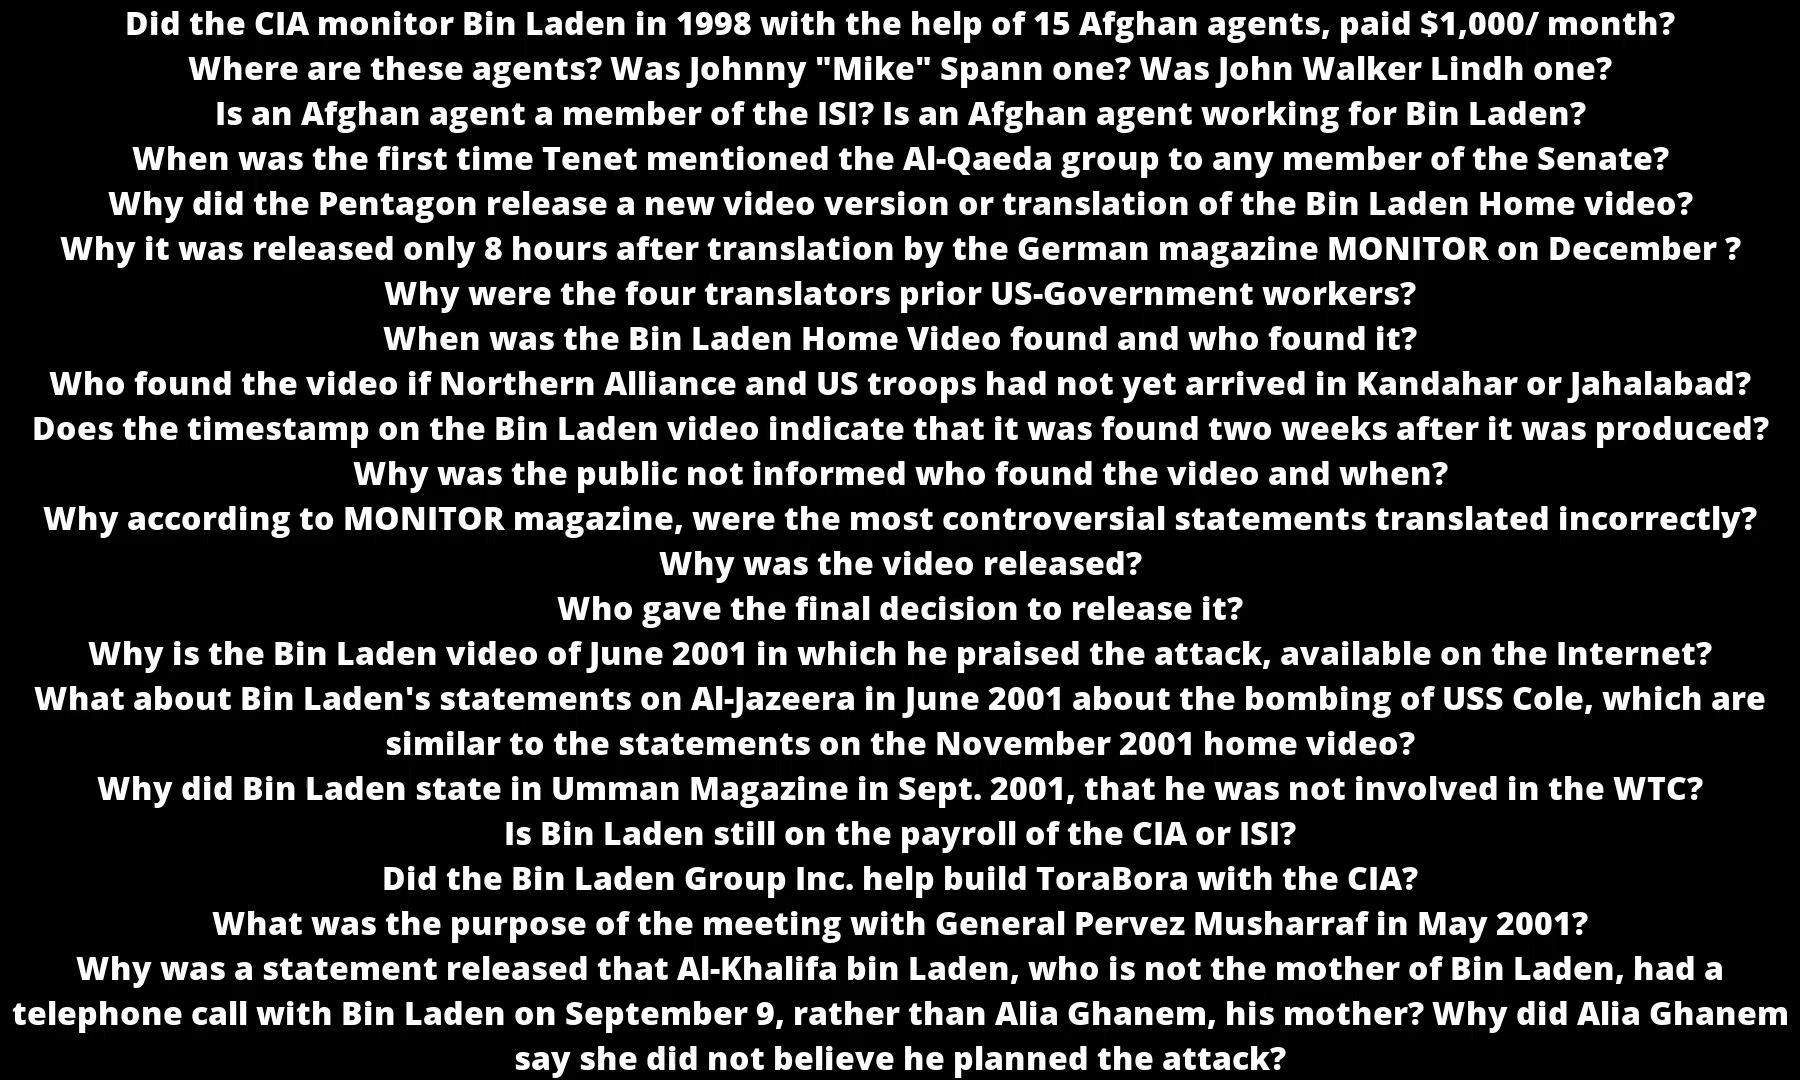 Did the CIA monitor Bin Laden in 1998 with the help of 15 Afghan agents, paid $1,000/ month?
Where are these agents? Was Johnny "Mike" Spann one? Was John Walker Lindh one?
Is an Afghan agent a member of the ISI? Is an Afghan agent working for Bin Laden?
When was the first time Tenet mentioned the Al-Qaeda group to any member of the Senate?
Why did the Pentagon release a new video version or translation of the Bin Laden Home video?
Why it was released only 8 hours after translation by the German magazine MONITOR on December ?
Why were the four translators prior US-Government workers?
When was the Bin Laden Home Video found and who found it?
Who found the video if Northern Alliance and US troops had not yet arrived in Kandahar or Jahalabad?
Does the timestamp on the Bin Laden video indicate that it was found two weeks after it was produced?
Why was the public not informed who found the video and when?
Why according to MONITOR magazine, were the most controversial statements translated incorrectly?
Why was the video released?
Who gave the final decision to release it?
Why is the Bin Laden video of June 2001 in which he praised the attack, available on the Internet?
What about Bin Laden's statements on Al-Jazeera in June 2001 about the bombing of USS Cole, which are
similar to the statements on the November 2001 home video?
Why did Bin Laden state in Umman Magazine in Sept. 2001, that he was not involved in the WTC?
Is Bin Laden still on the payroll of the CIA or ISI?
Did the Bin Laden Group Inc. help build ToraBora with the CIA?
What was the purpose of the meeting with General Pervez Musharraf in May 2001?
Why was a statement released that Al-Khalifa bin Laden, who is not the mother of Bin Laden, had a
telephone call with Bin Laden on September 9, rather than Alia Ghanem, his mother? Why did Alia Ghanem
say she did not believe he planned the attack?